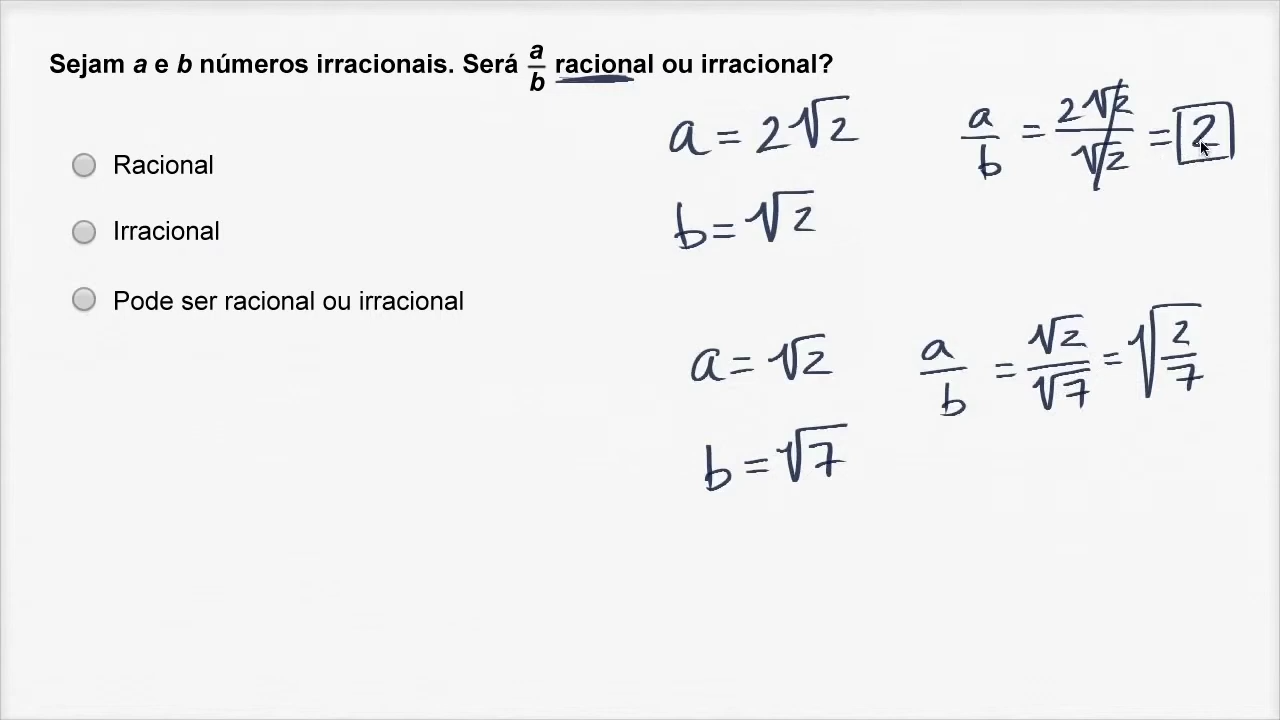 Sejam a e b números irracionais. Será a/b racional ou irracional?
Racional
Irracional
Pode ser racional ou irracional
a = 2√2
b = √2
a/b = 2√2/√2 = 2
a = √2
b = √7
a/b = √2/√7 = √(2/7)